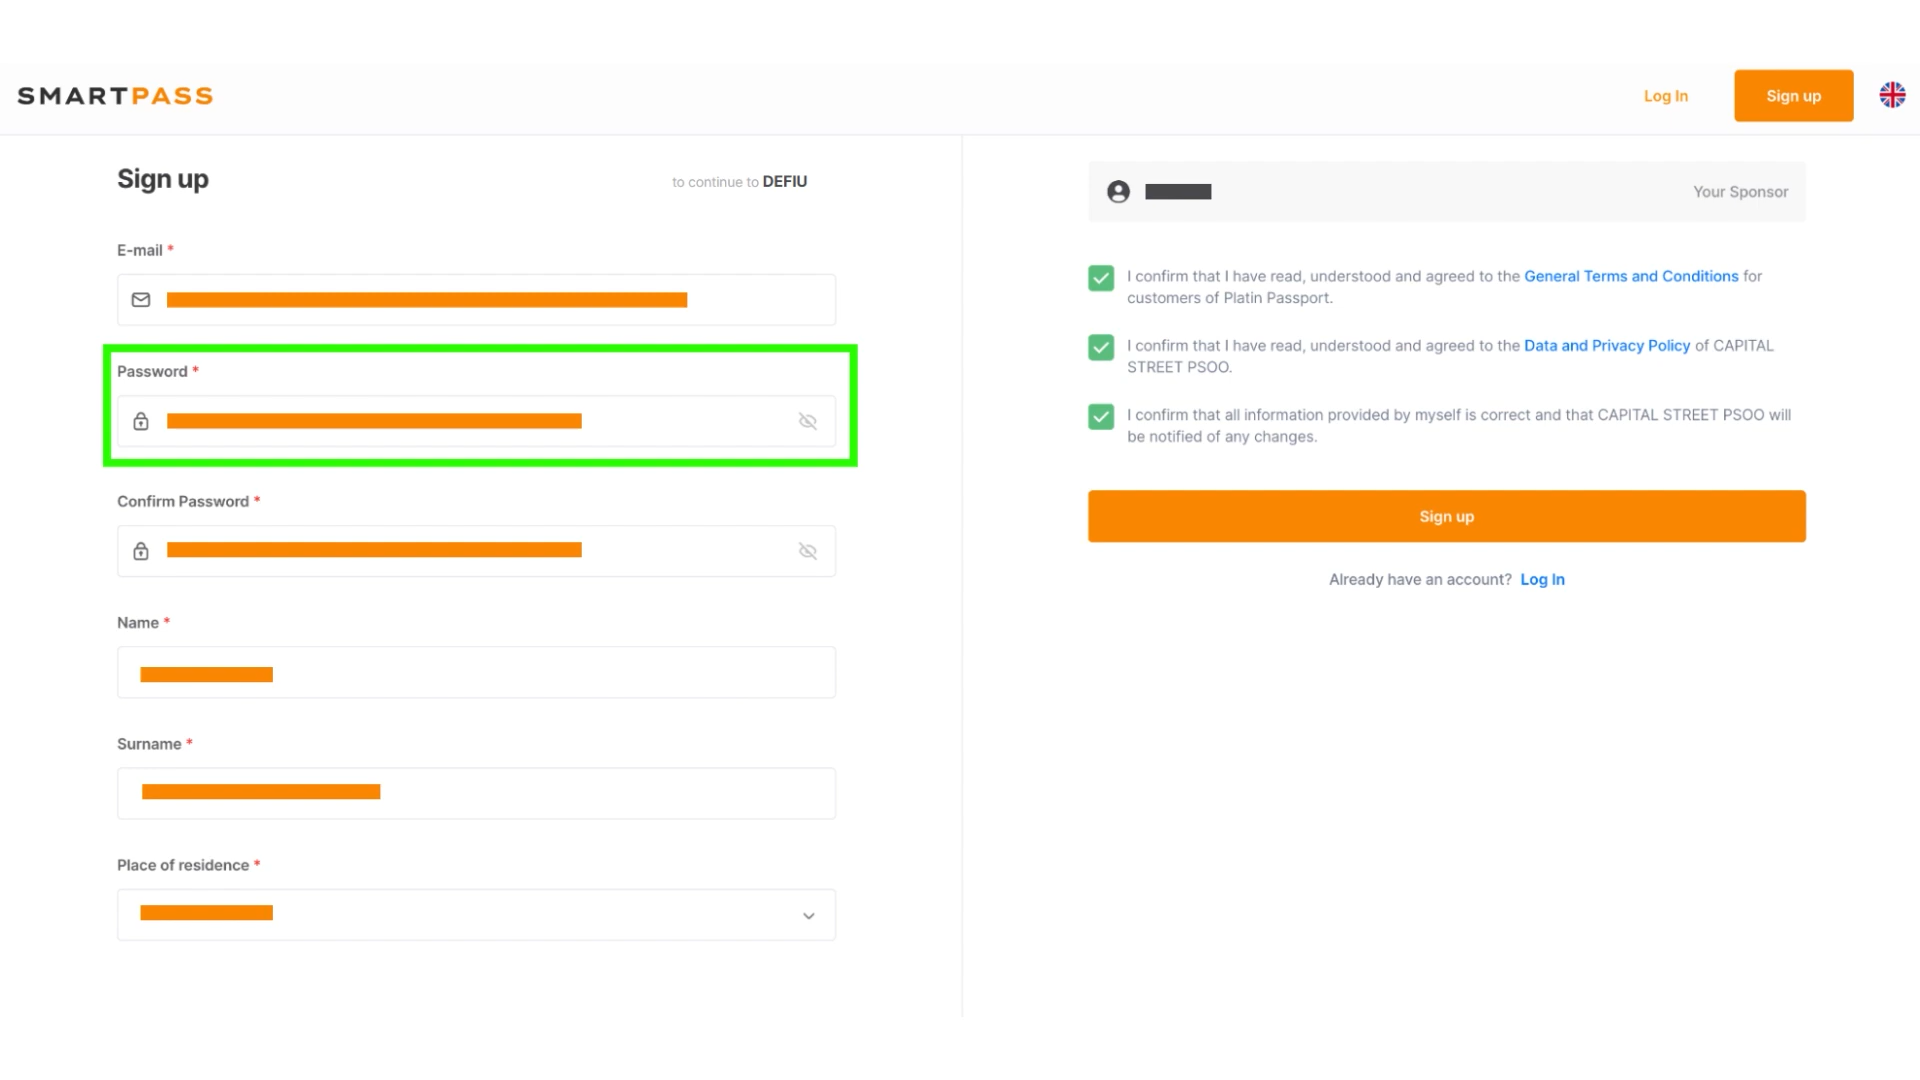 SMARTPASS
Log In
Sign up
Sign up
to continue to DEFIU
E-mail *
Password *
Confirm Password *
Name *
Surname *
Place of residence *
Your Sponsor
I confirm that I have read, understood and agreed to the General Terms and Conditions for
customers of Platin Passport.
I confirm that I have read, understood and agreed to the Data and Privacy Policy of CAPITAL
STREET PSOO.
I confirm that all information provided by myself is correct and that CAPITAL STREET PSOO will
be notified of any changes.
Sign up
Already have an account? Log In